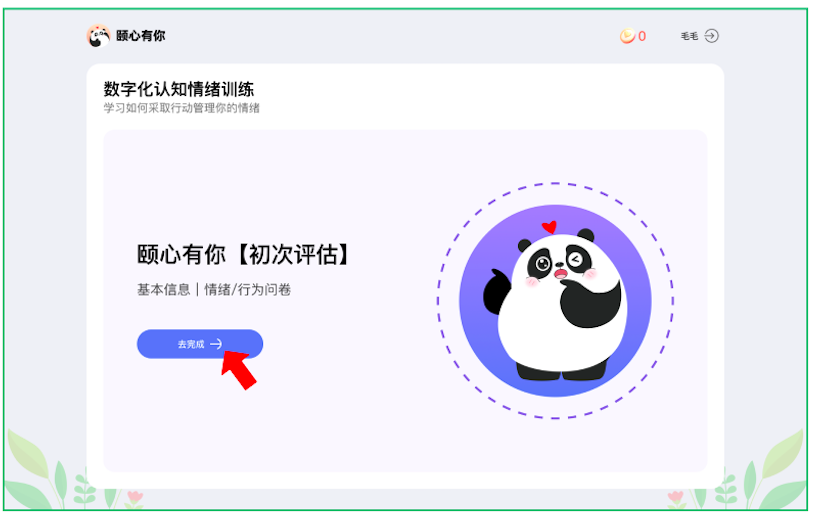 颐心有你
0
毛毛
数字化认知情绪训练
学习如何采取行动管理你的情绪
颐心有你【初次评估】
基本信息｜情绪/行为问卷
去完成